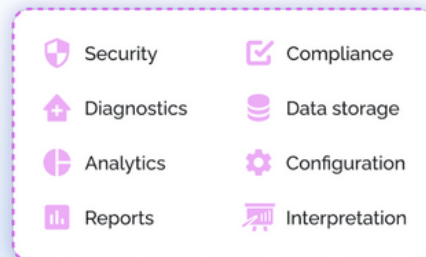 Security
Compliance
Diagnostics
Data storage
Analytics
Configuration
Reports
Interpretation